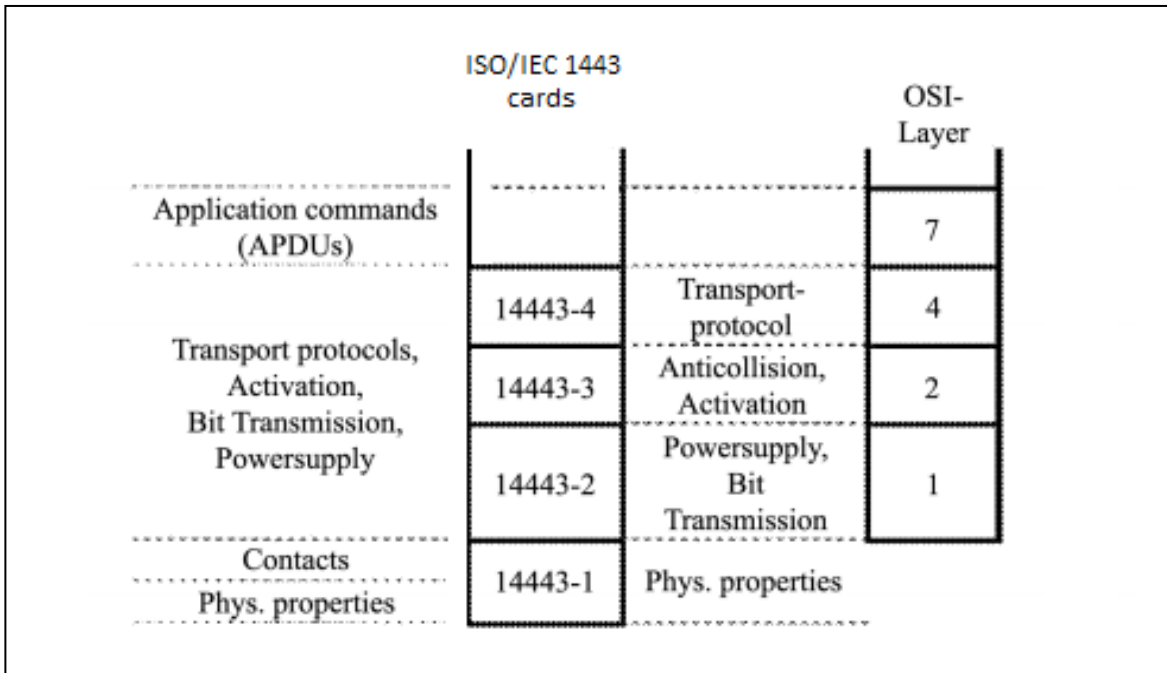 ISO/IEC 1443
cards
OSI-
Layer
Application commands
(APDUs)
7
14443-4
Transport-
protocol
4
Transport protocols,
Activation,
Bit Transmission,
Powersupply
14443-3
Anticollision,
Activation
2
14443-2
Powersupply,
Bit
Transmission
1
Contacts
Phys. properties
14443-1
Phys. properties